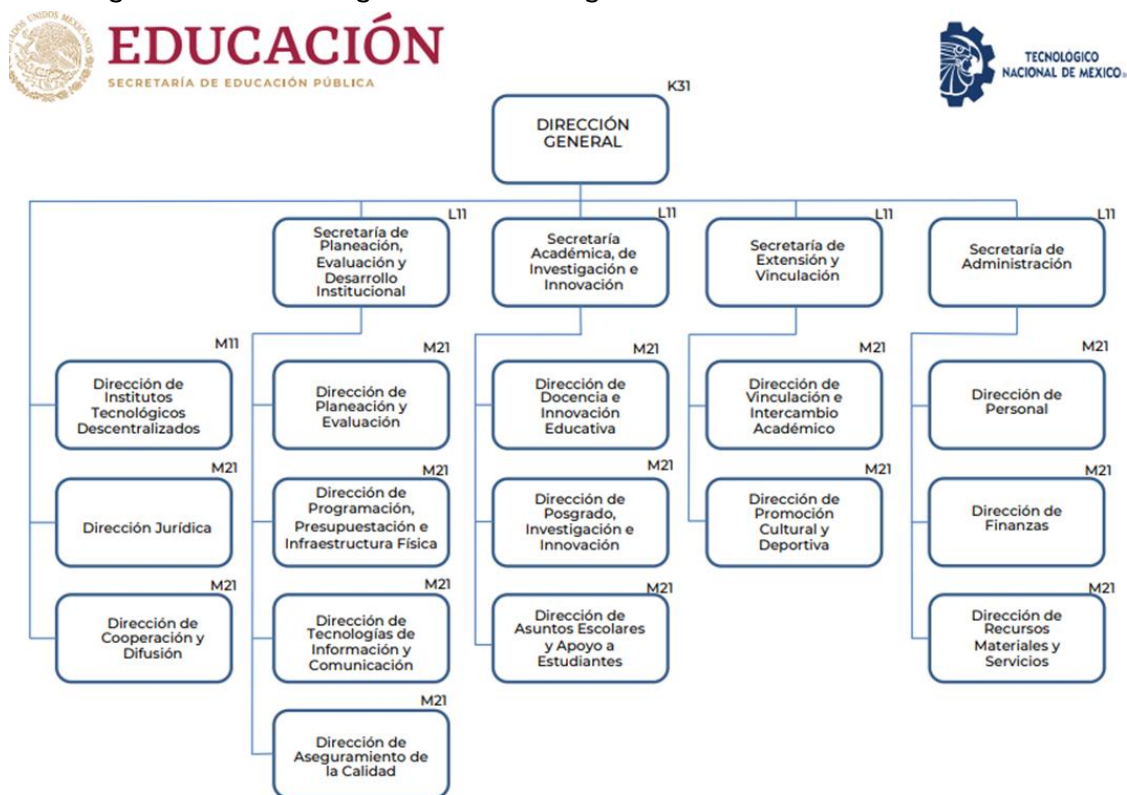 ESTADOS UNIDOS MEXICANOS
EDUCACIÓN
SECRETARÍA DE EDUCACIÓN PÚBLICA
TECNOLÓGICO
NACIONAL DE MEXICO®
K31
DIRECCIÓN
GENERAL
L11
Secretaría de
Planeación,
Evaluación y
Desarrollo
Institucional
L11
Secretaría
Académica, de
Investigación e
Innovación
L11
Secretaría de
Extensión y
Vinculación
L11
Secretaría de
Administración
M11
Dirección de
Institutos
Tecnológicos
Descentralizados
M21
Dirección de
Planeación y
Evaluación
M21
Dirección de
Docencia e
Innovación
Educativa
M21
Dirección de
Vinculación e
Intercambio
Académico
M21
Dirección de
Personal
M21
Dirección Jurídica
M21
Dirección de
Programación,
Presupuestación e
Infraestructura Física
M21
Dirección de
Posgrado,
Investigación e
Innovación
M21
Dirección de
Promoción
Cultural y
Deportiva
M21
Dirección de
Finanzas
M21
Dirección de
Cooperación y
Difusión
M21
Dirección de
Tecnologías de
Información y
Comunicación
M21
Dirección de
Asuntos Escolares
y Apoyo a
Estudiantes
M21
Dirección de
Recursos
Materiales y
Servicios
M21
Dirección de
Aseguramiento de
la Calidad